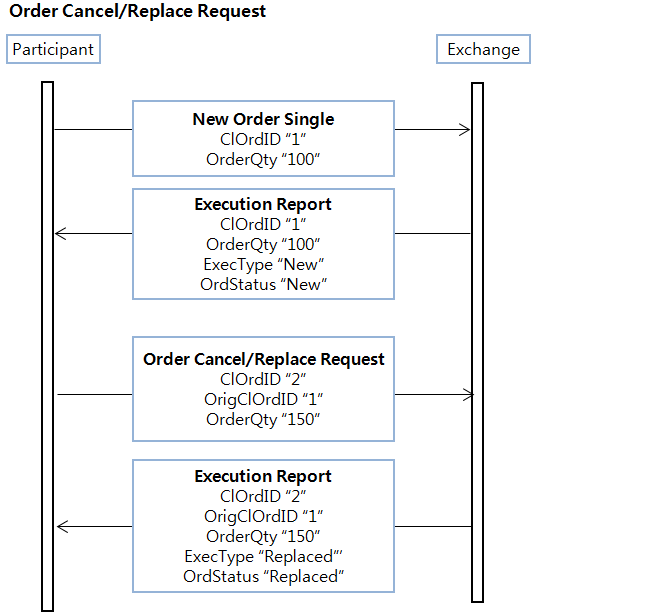 Order Cancel/Replace Request
Participant
Exchange
New Order Single
ClOrdID “1”
OrderQty “100”
Execution Report
ClOrdID “1”
OrderQty “100”
ExecType “New”
OrdStatus “New”
Order Cancel/Replace Request
ClOrdID “2”
OrigClOrdID “1”
OrderQty “150”
Execution Report
ClOrdID “2”
OrigClOrdID “1”
OrderQty “150”
ExecType “Replaced”’
OrdStatus “Replaced”